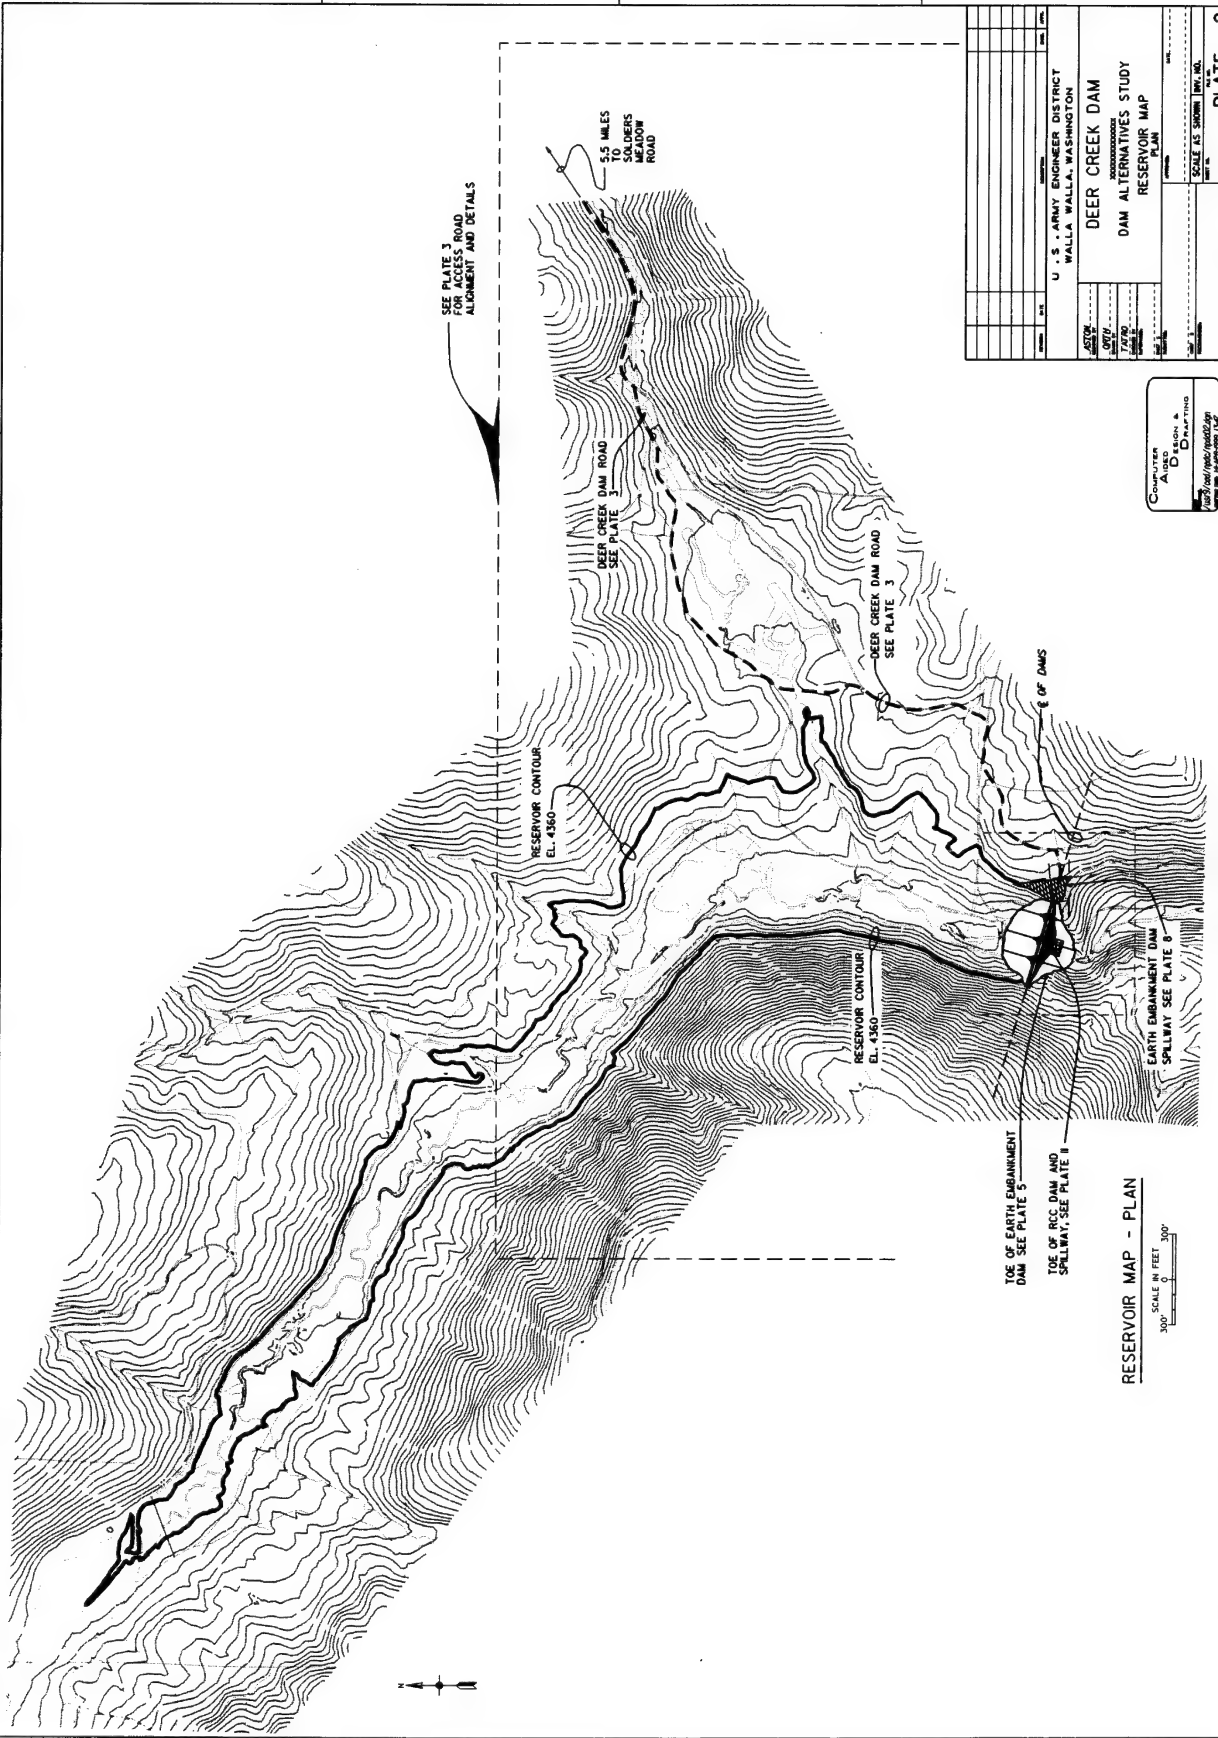 SEE PLATE 3
FOR ACCESS ROAD
ALIGNMENT AND DETAILS
5.5 MILES
TO
SOLDIERS
MEADOW
ROAD
DEER CREEK DAM ROAD
SEE PLATE 3
RESERVOIR CONTOUR
EL. 4360
DEER CREEK DAM ROAD
SEE PLATE 3
RESERVOIR CONTOUR
EL. 4360
℄ OF DAMS
TOE OF EARTH EMBANKMENT
DAM SEE PLATE 5
TOE OF RCC DAM AND
SPILLWAY, SEE PLATE 11
EARTH EMBANKMENT DAM
SPILLWAY SEE PLATE 8
N
RESERVOIR MAP - PLAN
SCALE IN FEET
300' 0 300'
COMPUTER
AIDED
DESIGN &
DRAFTING
U.S. ARMY ENGINEER DISTRICT
WALLA WALLA, WASHINGTON
ASTON
ORTH
TATRO
DEER CREEK DAM
XXXXXXXXXXXXX
DAM ALTERNATIVES STUDY
RESERVOIR MAP
PLAN
SCALE AS SHOWN INV. NO.
PLATE